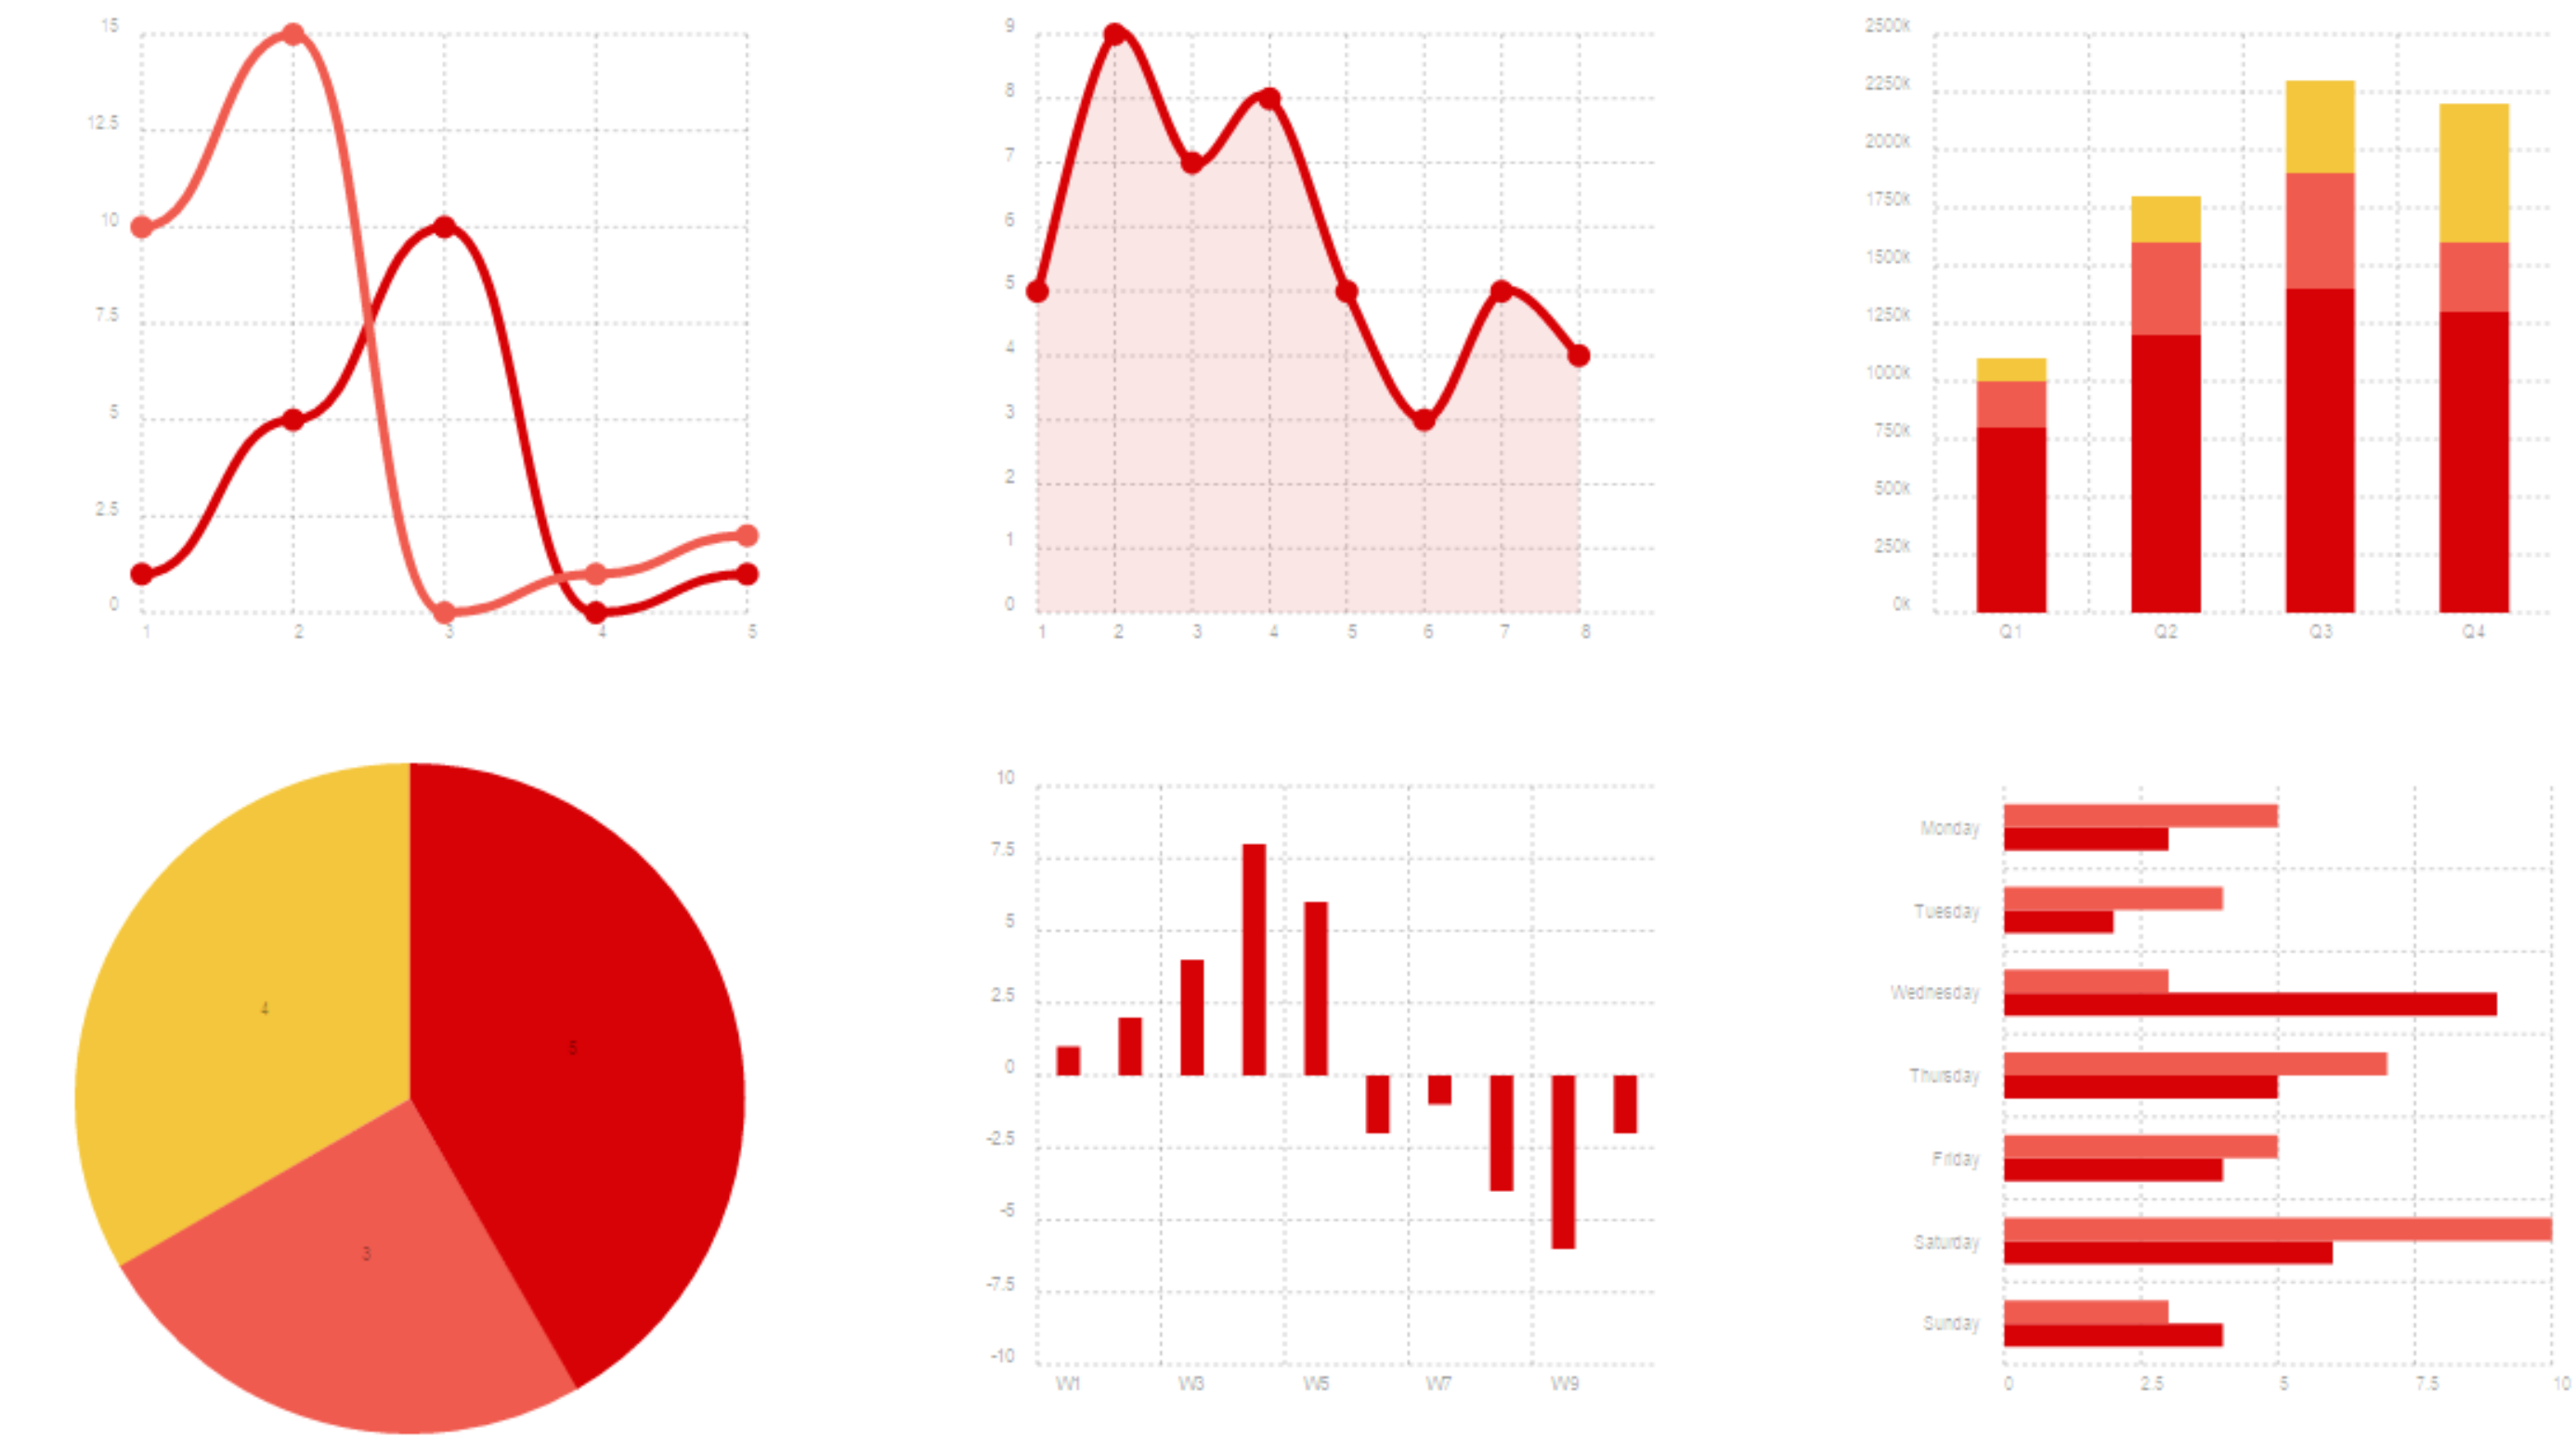 15
12.5
10
7.5
5
2.5
0
1 2 3 4 5
9
8
7
6
5
4
3
2
1
0
1 2 3 4 5 6 7 8
2500k
2250k
2000k
1750k
1500k
1250k
1000k
750k
500k
250k
0k
Q1 Q2 Q3 Q4
4
5
3
10
7.5
5
2.5
0
-2.5
-5
-7.5
-10
W1 W3 W5 W7 W9
Monday
Tuesday
Wednesday
Thursday
Friday
Saturday
Sunday
0 2.5 5 7.5 10